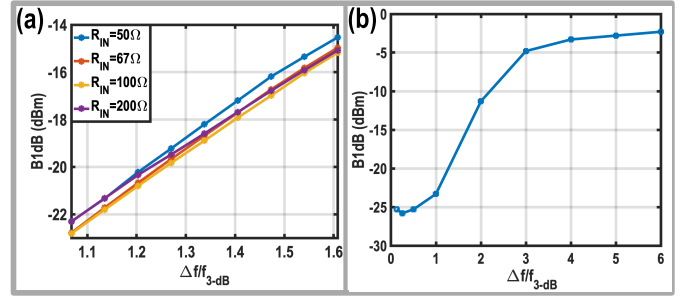 (a)
R_IN=50Ω
R_IN=67Ω
R_IN=100Ω
R_IN=200Ω
B1dB (dBm)
-14
-16
-18
-20
-22
1.1 1.2 1.3 1.4 1.5 1.6
Δf/f_3-dB
(b)
B1dB (dBm)
0
-5
-10
-15
-20
-25
-30
0 1 2 3 4 5 6
Δf/f_3-dB